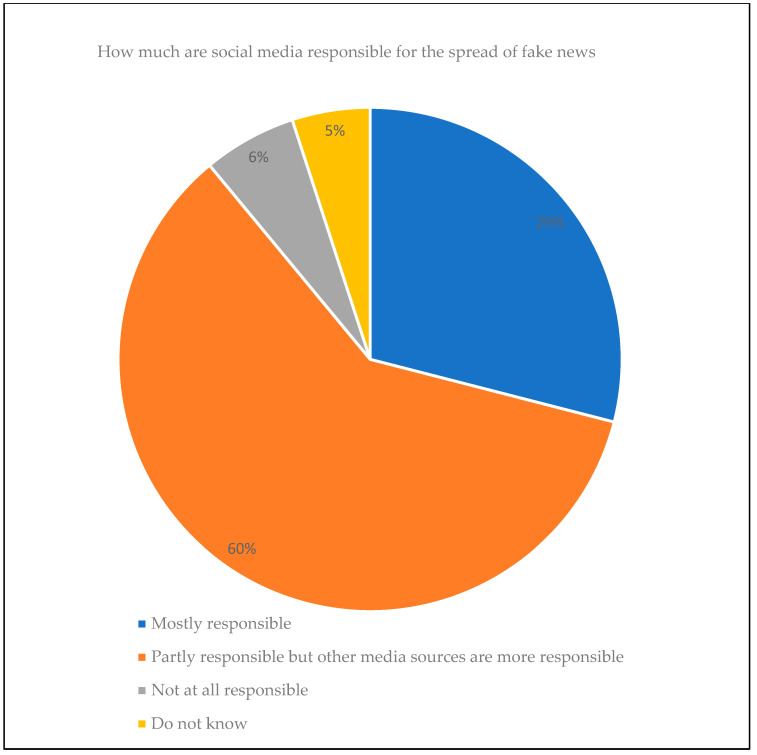 How much are social media responsible for the spread of fake news
5%
6%
29%
60%
Mostly responsible
Partly responsible but other media sources are more responsible
Not at all responsible
Do not know